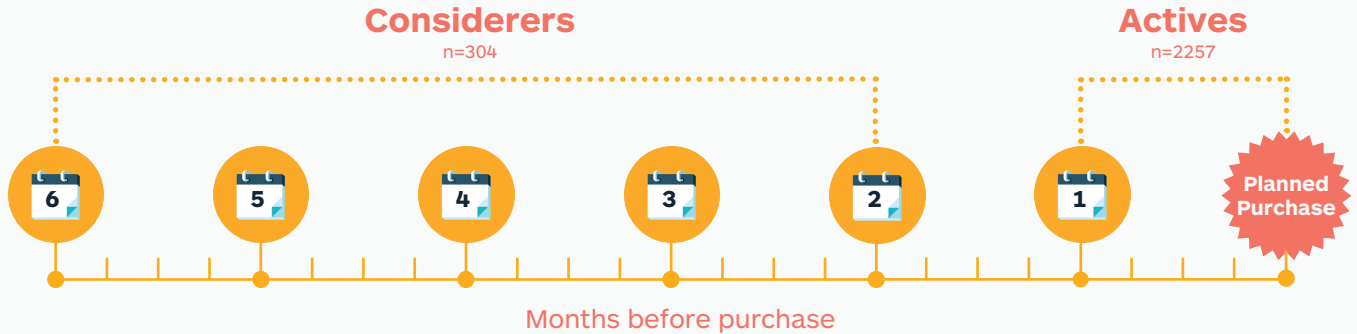 Considerers
n=304
Actives
n=2257
6
5
4
3
2
1
Planned
Purchase
Months before purchase